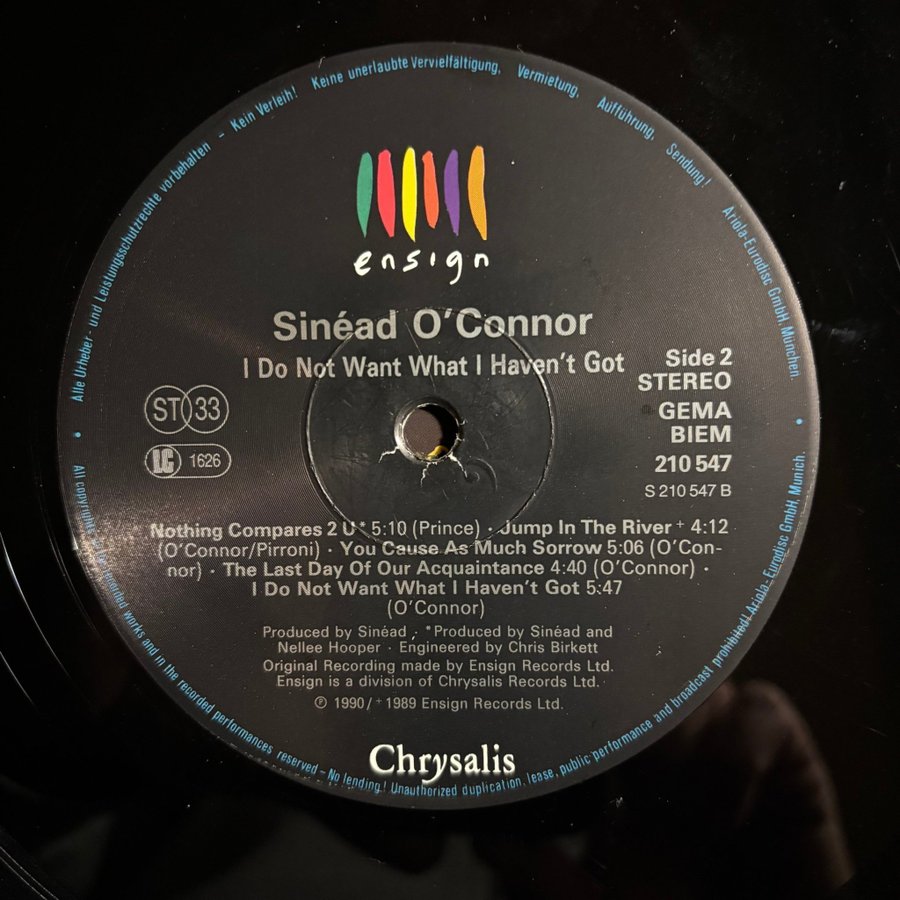 Alle Urheber- und Leistungsschutzrechte vorbehalten – Kein Verleih! Keine unerlaubte Vervielfältigung, Vermietung, Aufführung, Sendung! Ariola-Eurodisc GmbH, München.
ensign
Sinéad O'Connor
I Do Not Want What I Haven't Got
Side 2
STEREO
GEMA
BIEM
210 547
S 210 547 B
ST 33
LC 1626
Nothing Compares 2 U* 5:10 (Prince) · Jump In The River + 4:12
(O'Connor/Pirroni) · You Cause As Much Sorrow 5:06 (O'Con-
nor) · The Last Day Of Our Acquaintance 4:40 (O'Connor) ·
I Do Not Want What I Haven't Got 5:47
(O'Connor)
Produced by Sinéad , *Produced by Sinéad and
Nellee Hooper · Engineered by Chris Birkett
Original Recording made by Ensign Records Ltd.
Ensign is a division of Chrysalis Records Ltd.
℗ 1990/+1989 Ensign Records Ltd.
Chrysalis
All copyrights of the recorded works and in the recorded performances reserved – No lending! Unauthorized duplication, lease, public performance and broadcast prohibited! Ariola-Eurodisc GmbH, Munich.